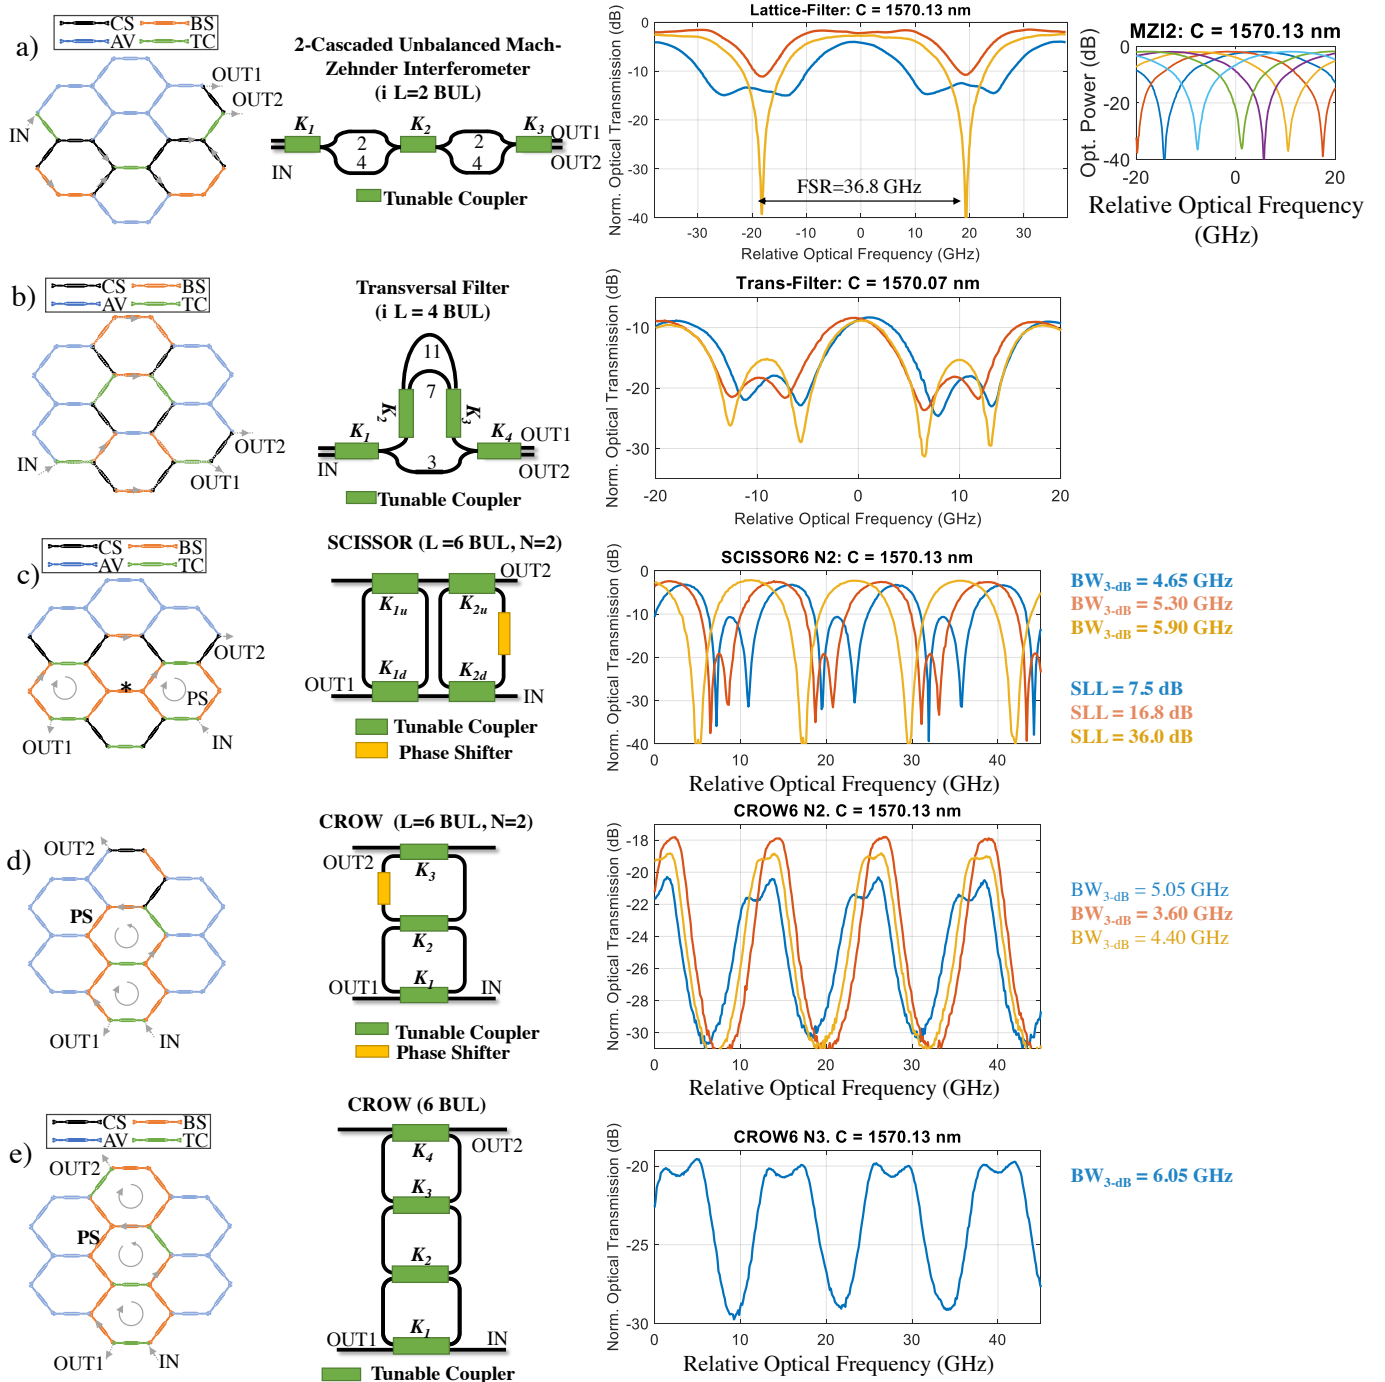 a)
CS BS
AV TC
OUT1
OUT2
IN
2-Cascaded Unbalanced Mach-
Zehnder Interferometer
(i L=2 BUL)
K1 K2 K3
2 2
4 4
OUT1
OUT2
IN
Tunable Coupler
Lattice-Filter: C = 1570.13 nm
Norm. Optical Transmission (dB)
0
-10
-20
-30
-40
FSR=36.8 GHz
-30 -20 -10 0 10 20 30
Relative Optical Frequency (GHz)
MZI2: C = 1570.13 nm
Opt. Power (dB)
0
-20
-40
-20 0 20
Relative Optical Frequency
(GHz)
b)
CS BS
AV TC
OUT2
IN
OUT1
Transversal Filter
(i L = 4 BUL)
11
7
K2 K3
K1 K4
OUT1
IN
3
OUT2
Tunable Coupler
Trans-Filter: C = 1570.07 nm
Norm. Optical Transmission (dB)
-10
-20
-30
-20 -10 0 10 20
Relative Optical Frequency (GHz)
c)
CS BS
AV TC
OUT2
*
PS
OUT1
IN
SCISSOR (L =6 BUL, N=2)
OUT2
K1u K2u
K1d K2d
OUT1
IN
Tunable Coupler
Phase Shifter
SCISSOR6 N2: C = 1570.13 nm
Norm. Optical Transmission (dB)
0
-10
-20
-30
-40
0 10 20 30 40
Relative Optical Frequency (GHz)
BW3-dB = 4.65 GHz
BW3-dB = 5.30 GHz
BW3-dB = 5.90 GHz
SLL = 7.5 dB
SLL = 16.8 dB
SLL = 36.0 dB
d)
OUT2
PS
OUT1
IN
CROW (L=6 BUL, N=2)
OUT2
K3
K2
K1
OUT1
IN
Tunable Coupler
Phase Shifter
CROW6 N2. C = 1570.13 nm
Norm. Optical Transmission (dB)
-18
-20
-22
-24
-26
-28
-30
0 10 20 30 40
Relative Optical Frequency (GHz)
BW3-dB = 5.05 GHz
BW3-dB = 3.60 GHz
BW3-dB = 4.40 GHz
e)
CS BS
AV TC
OUT2
PS
OUT1
IN
CROW (6 BUL)
OUT2
K4
K3
K2
K1
OUT1
IN
Tunable Coupler
CROW6 N3. C = 1570.13 nm
Norm. Optical Transmission (dB)
-20
-25
-30
0 10 20 30 40
Relative Optical Frequency (GHz)
BW3-dB = 6.05 GHz